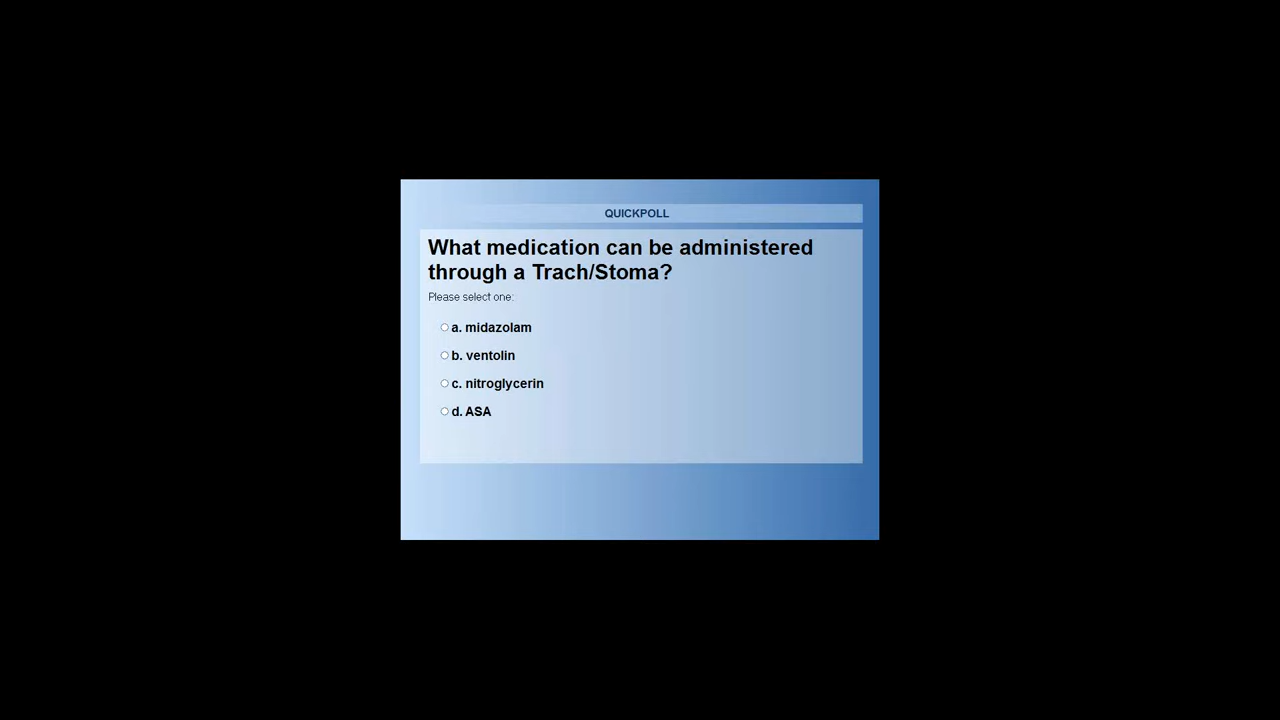 QUICKPOLL
What medication can be administered
through a Trach/Stoma?
Please select one:
a. midazolam
b. ventolin
c. nitroglycerin
d. ASA